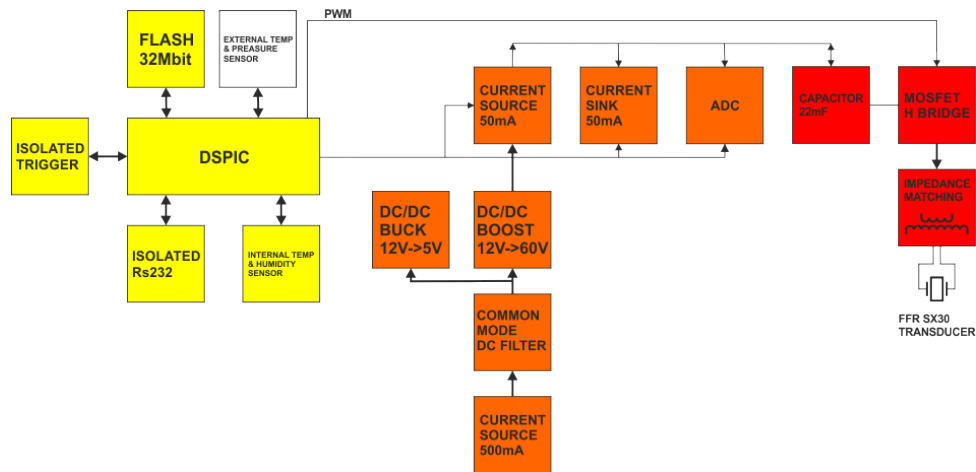 PWM
FLASH
32Mbit
EXTERNAL TEMP
& PREASURE
SENSOR
CURRENT
SOURCE
50mA
CURRENT
SINK
50mA
ADC
CAPACITOR
22mF
MOSFET
H BRIDGE
ISOLATED
TRIGGER
DSPIC
IMPEDANCE
MATCHING
DC/DC
BUCK
12V->5V
DC/DC
BOOST
12V->60V
ISOLATED
Rs232
INTERNAL TEMP
& HUMIDITY
SENSOR
COMMON
MODE
DC FILTER
FFR SX30
TRANSDUCER
CURRENT
SOURCE
500mA